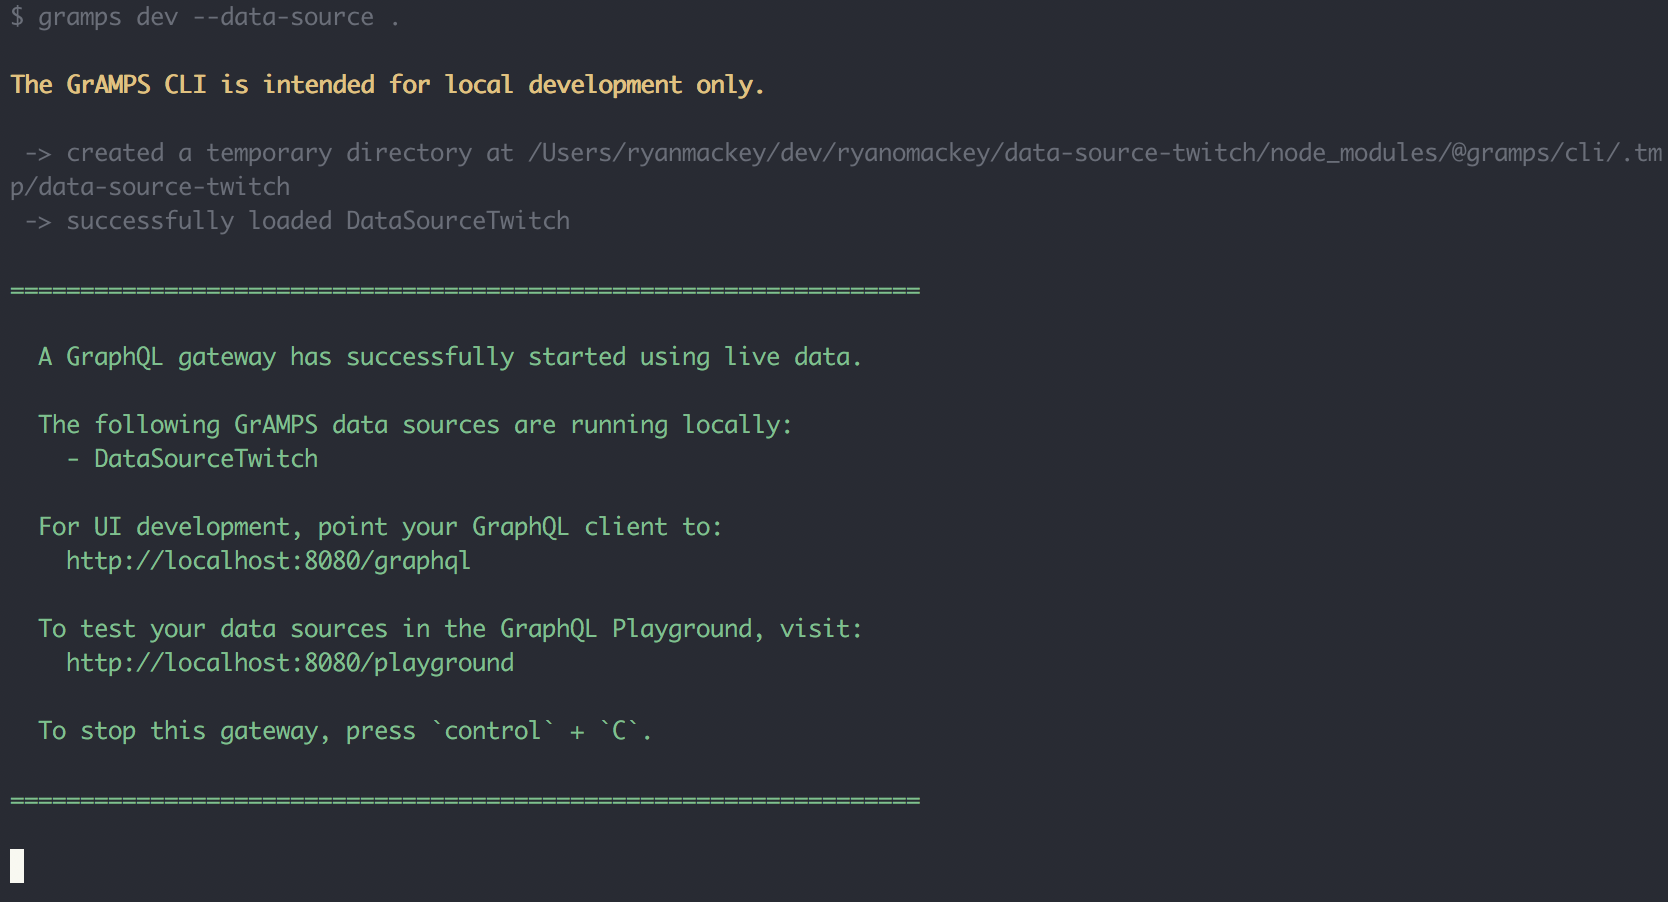 $ gramps dev --data-source .
The GrAMPS CLI is intended for local development only.
-> created a temporary directory at /Users/ryanmackey/dev/ryanomackey/data-source-twitch/node_modules/@gramps/cli/.tm
p/data-source-twitch
-> successfully loaded DataSourceTwitch
=================================================================
A GraphQL gateway has successfully started using live data.
The following GrAMPS data sources are running locally:
- DataSourceTwitch
For UI development, point your GraphQL client to:
http://localhost:8080/graphql
To test your data sources in the GraphQL Playground, visit:
http://localhost:8080/playground
To stop this gateway, press `control` + `C`.
=================================================================